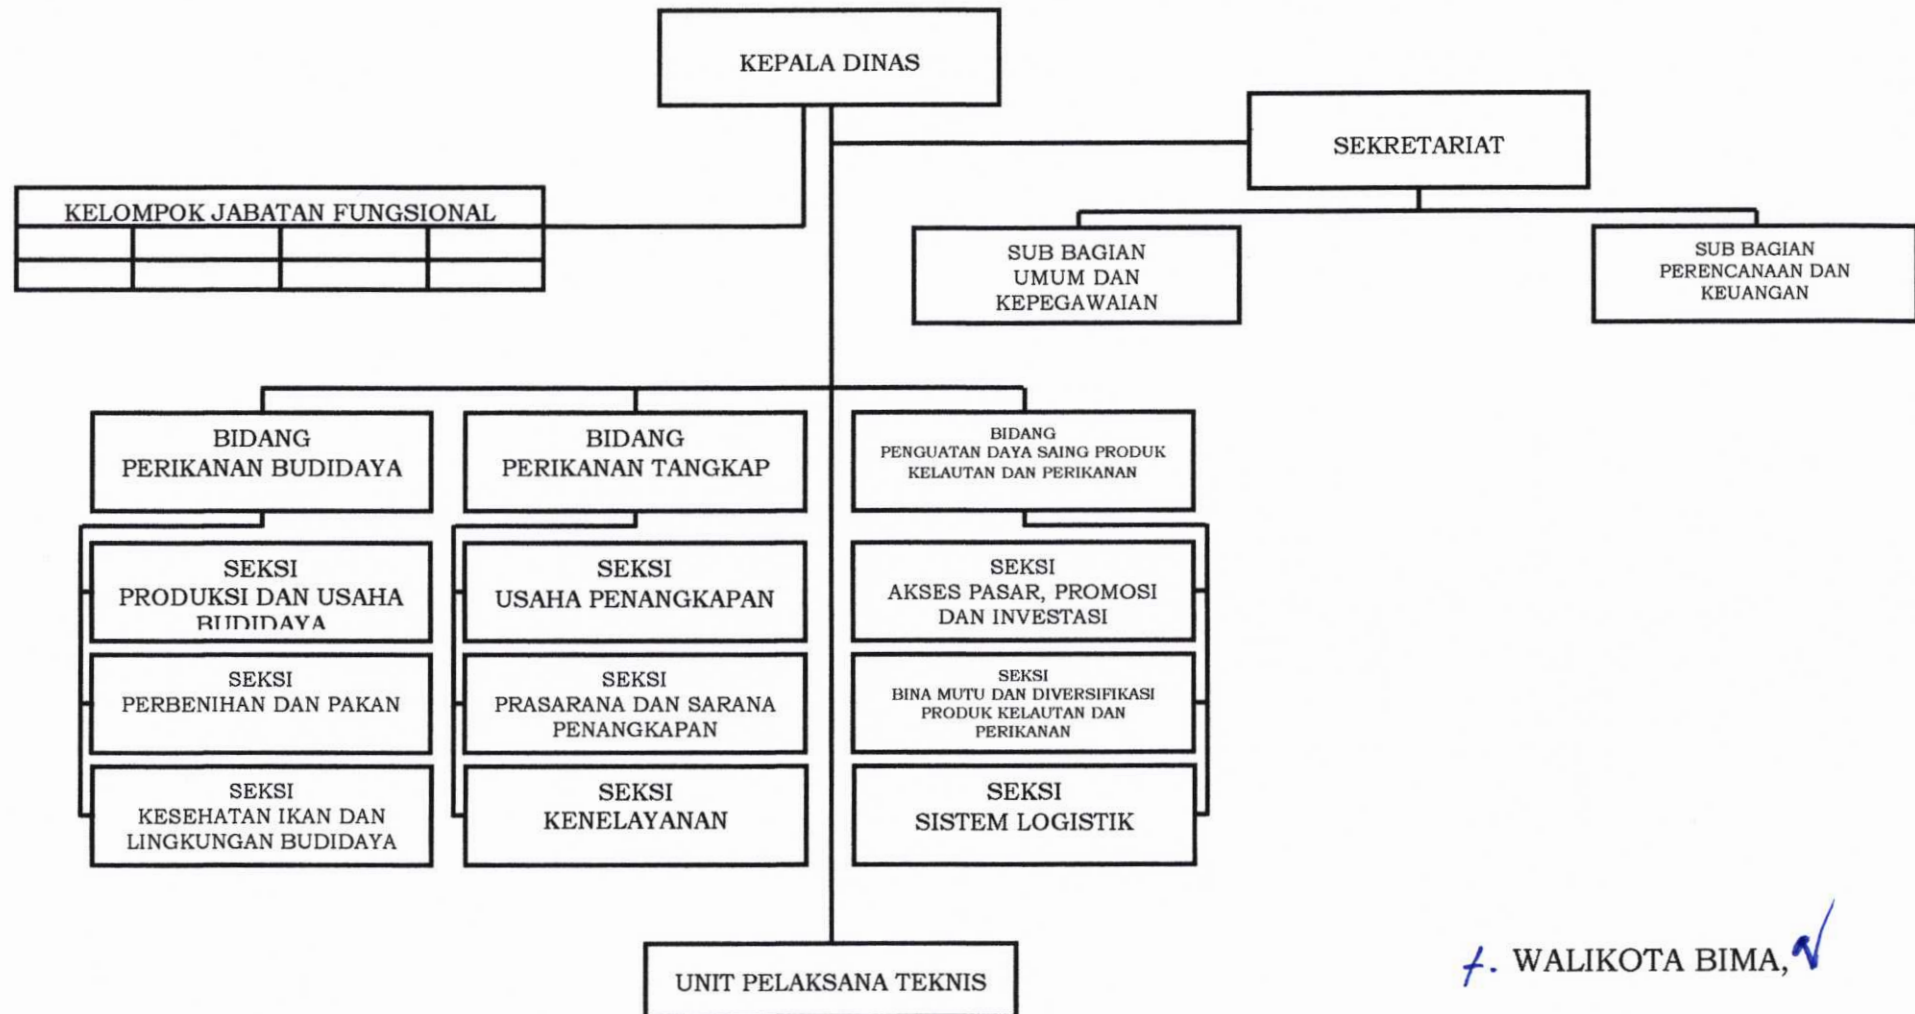 KEPALA DINAS
SEKRETARIAT
KELOMPOK JABATAN FUNGSIONAL
SUB BAGIAN
UMUM DAN
KEPEGAWAIAN
SUB BAGIAN
PERENCANAAN DAN
KEUANGAN
BIDANG
PERIKANAN BUDIDAYA
BIDANG
PERIKANAN TANGKAP
BIDANG
PENGUATAN DAYA SAING PRODUK
KELAUTAN DAN PERIKANAN
SEKSI
PRODUKSI DAN USAHA
BUDIDAYA
SEKSI
USAHA PENANGKAPAN
SEKSI
AKSES PASAR, PROMOSI
DAN INVESTASI
SEKSI
PERBENIHAN DAN PAKAN
SEKSI
PRASARANA DAN SARANA
PENANGKAPAN
SEKSI
BINA MUTU DAN DIVERSIFIKASI
PRODUK KELAUTAN DAN
PERIKANAN
SEKSI
KESEHATAN IKAN DAN
LINGKUNGAN BUDIDAYA
SEKSI
KENELAYANAN
SEKSI
SISTEM LOGISTIK
UNIT PELAKSANA TEKNIS
WALIKOTA BIMA,